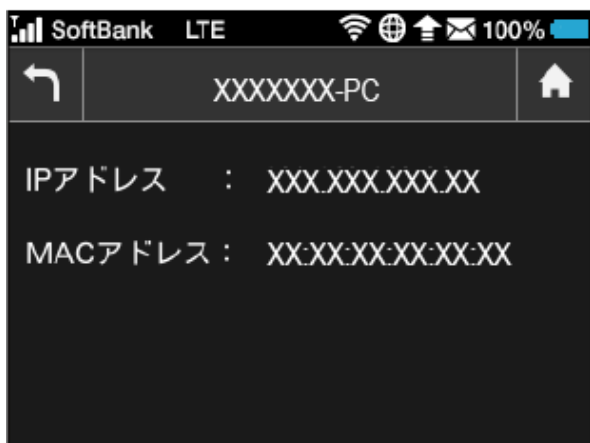 SoftBank LTE 100%
XXXXXXX-PC
IPアドレス : XXX.XXX.XXX.XX
MACアドレス: XX:XX:XX:XX:XX:XX